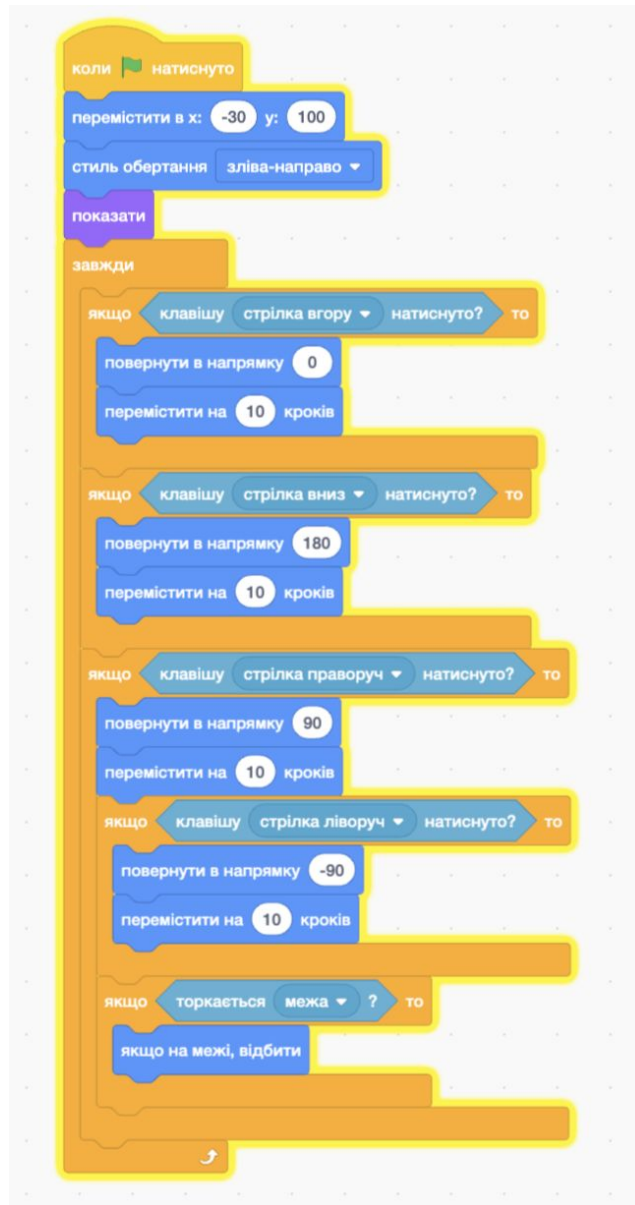 коли натиснуто
перемістити в x: -30 y: 100
стиль обертання зліва-направо
показати
завжди
якщо клавішу стрілка вгору натиснуто? то
повернути в напрямку 0
перемістити на 10 кроків
якщо клавішу стрілка вниз натиснуто? то
повернути в напрямку 180
перемістити на 10 кроків
якщо клавішу стрілка праворуч натиснуто? то
повернути в напрямку 90
перемістити на 10 кроків
якщо клавішу стрілка ліворуч натиснуто? то
повернути в напрямку -90
перемістити на 10 кроків
якщо торкається межа ? то
якщо на межі, відбити